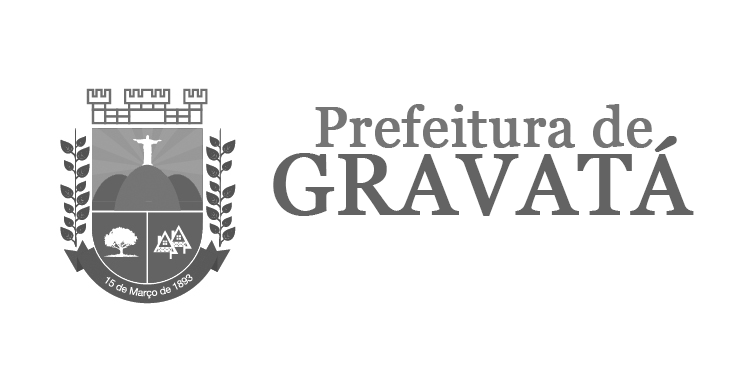 Prefeitura de
GRAVATÁ
15 de Março de 1893